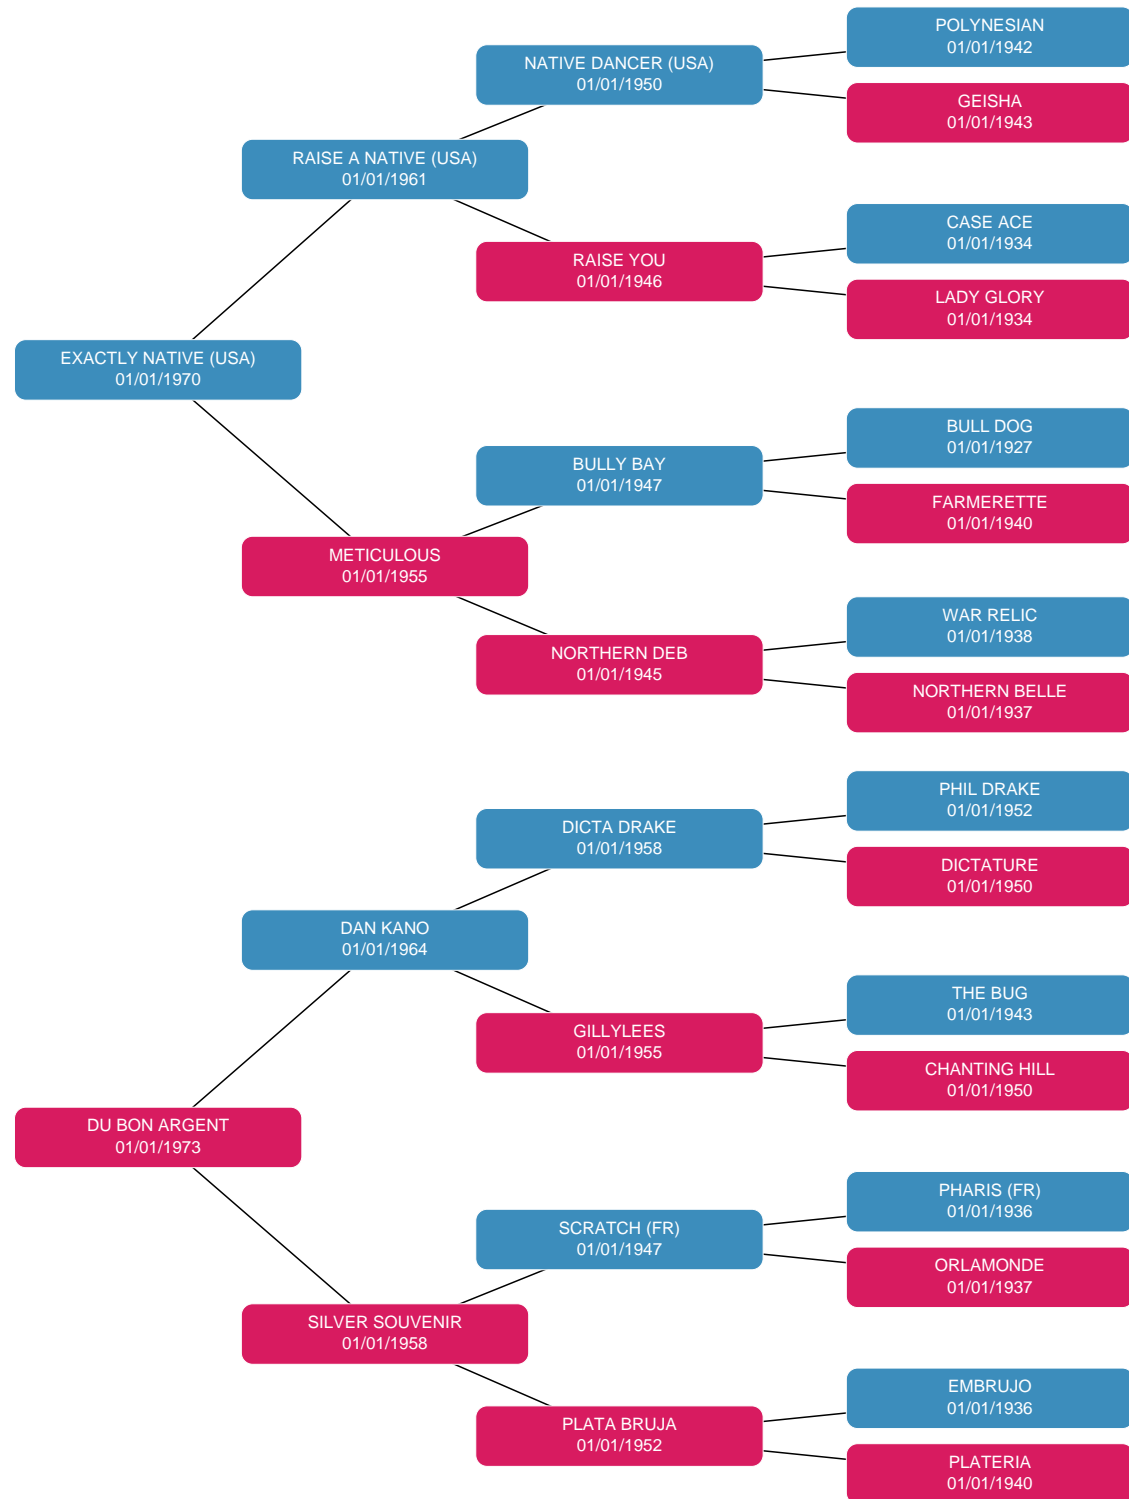 POLYNESIAN
01/01/1942
NATIVE DANCER (USA)
01/01/1950
GEISHA
01/01/1943
RAISE A NATIVE (USA)
01/01/1961
CASE ACE
01/01/1934
RAISE YOU
01/01/1946
LADY GLORY
01/01/1934
EXACTLY NATIVE (USA)
01/01/1970
BULL DOG
01/01/1927
BULLY BAY
01/01/1947
FARMERETTE
01/01/1940
METICULOUS
01/01/1955
WAR RELIC
01/01/1938
NORTHERN DEB
01/01/1945
NORTHERN BELLE
01/01/1937
PHIL DRAKE
01/01/1952
DICTA DRAKE
01/01/1958
DICTATURE
01/01/1950
DAN KANO
01/01/1964
THE BUG
01/01/1943
GILLYLEES
01/01/1955
CHANTING HILL
01/01/1950
DU BON ARGENT
01/01/1973
PHARIS (FR)
01/01/1936
SCRATCH (FR)
01/01/1947
ORLAMONDE
01/01/1937
SILVER SOUVENIR
01/01/1958
EMBRUJO
01/01/1936
PLATA BRUJA
01/01/1952
PLATERIA
01/01/1940